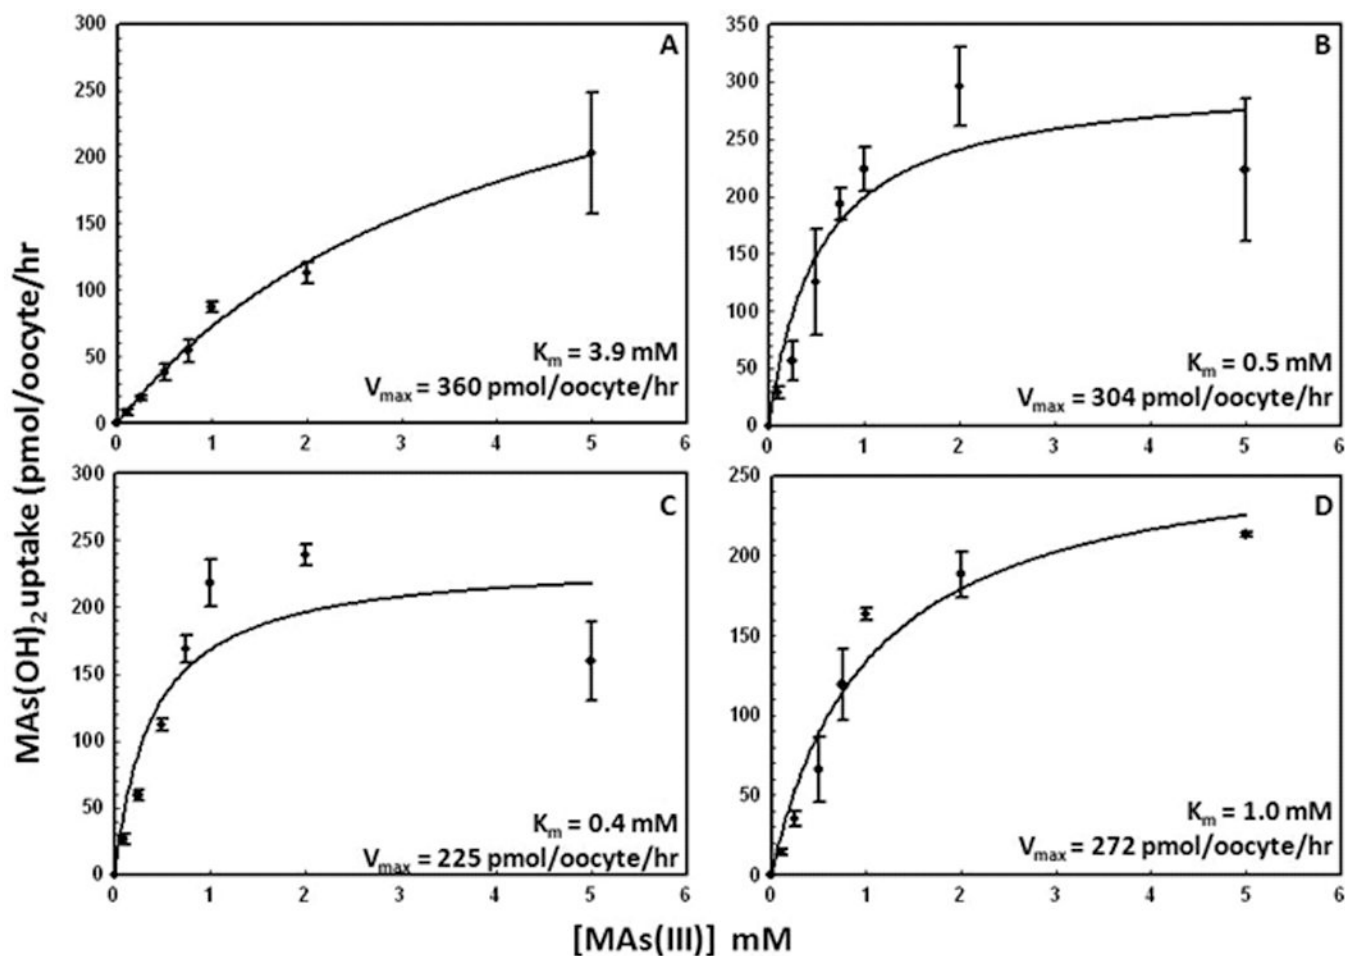 MAs(OH)₂ uptake (pmol/oocyte/hr)
300
250
200
150
100
50
0
0 1 2 3 4 5 6
A
Kₘ = 3.9 mM
Vₘₐₓ = 360 pmol/oocyte/hr
350
300
250
200
150
100
50
0
0 1 2 3 4 5 6
B
Kₘ = 0.5 mM
Vₘₐₓ = 304 pmol/oocyte/hr
300
250
200
150
100
50
0
0 1 2 3 4 5 6
C
Kₘ = 0.4 mM
Vₘₐₓ = 225 pmol/oocyte/hr
250
200
150
100
50
0
0 1 2 3 4 5 6
D
Kₘ = 1.0 mM
Vₘₐₓ = 272 pmol/oocyte/hr
[MAs(III)] mM